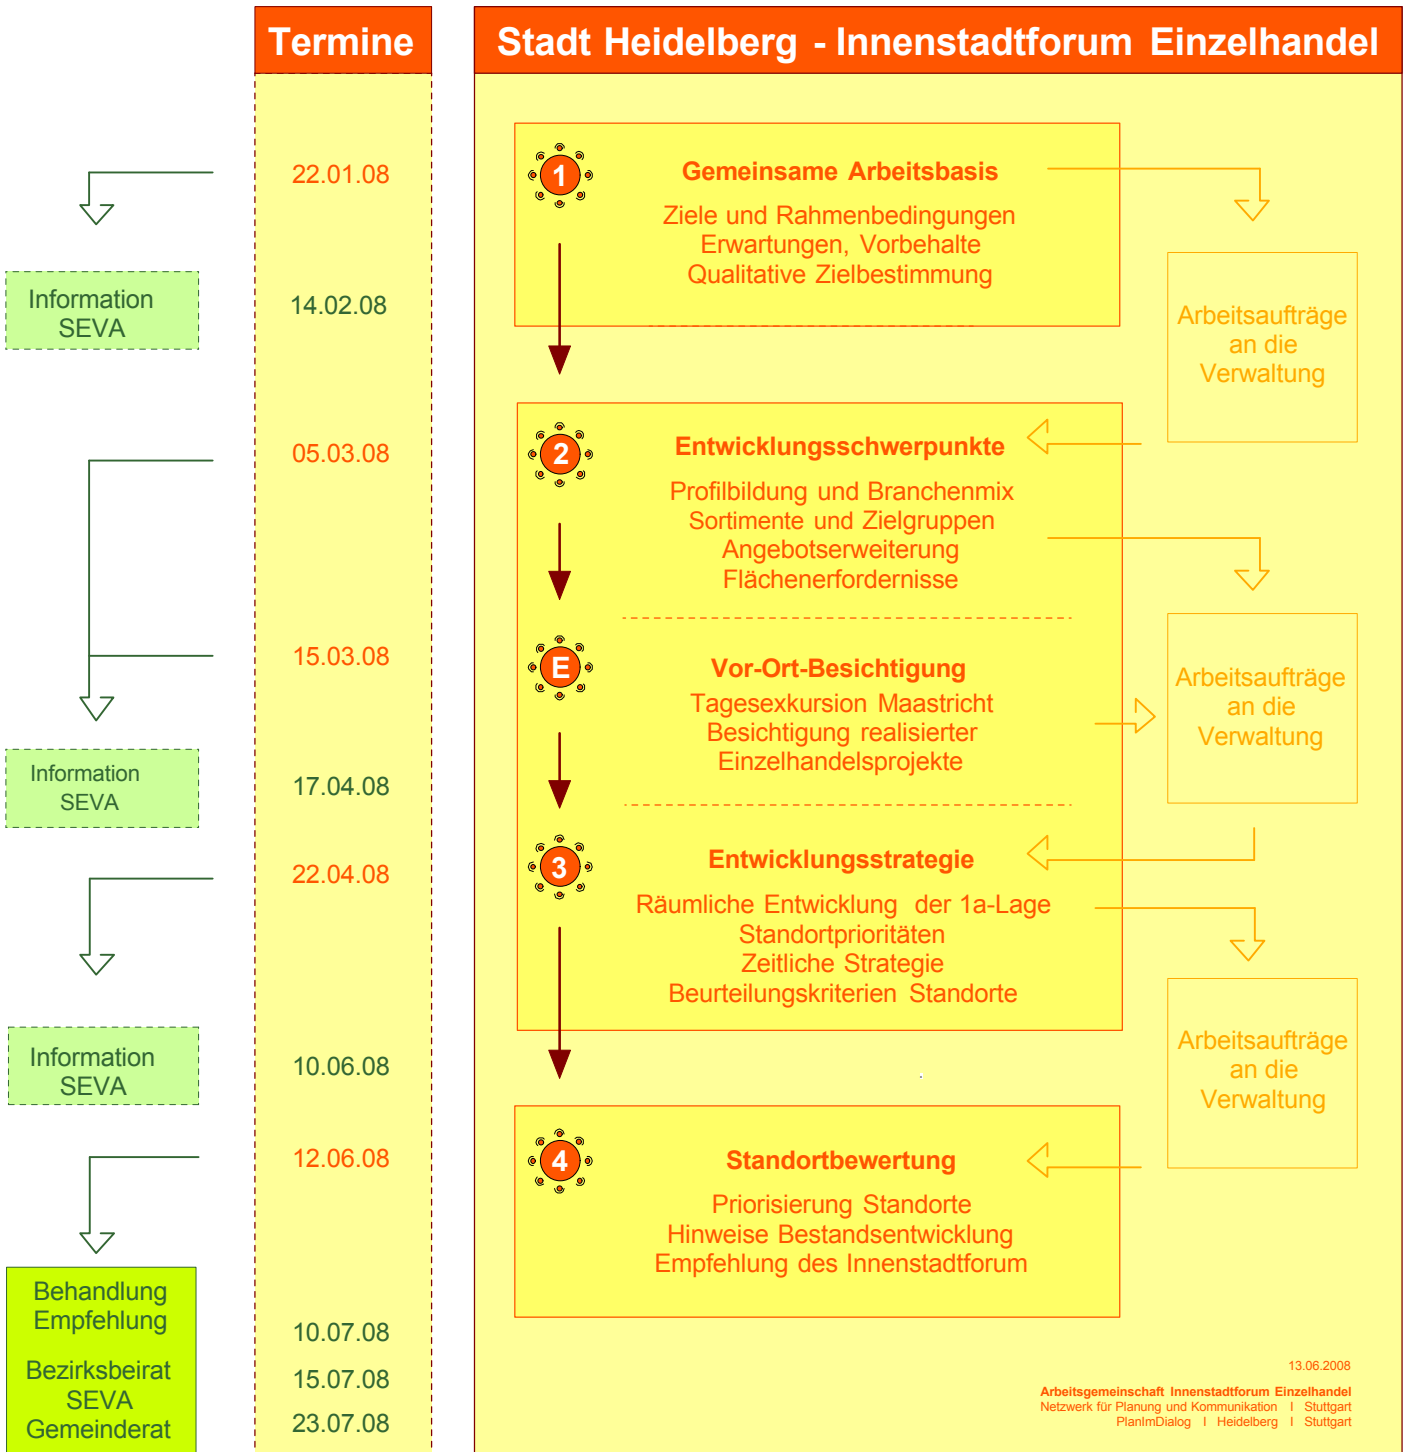 Termine
Stadt Heidelberg - Innenstadtforum Einzelhandel
22.01.08
1
Gemeinsame Arbeitsbasis
Ziele und Rahmenbedingungen
Erwartungen, Vorbehalte
Qualitative Zielbestimmung
Information
SEVA
14.02.08
Arbeitsaufträge
an die
Verwaltung
05.03.08
2
Entwicklungsschwerpunkte
Profilbildung und Branchenmix
Sortimente und Zielgruppen
Angebotserweiterung
Flächenerfordernisse
15.03.08
E
Vor-Ort-Besichtigung
Tagesexkursion Maastricht
Besichtigung realisierter
Einzelhandelsprojekte
Arbeitsaufträge
an die
Verwaltung
Information
SEVA
17.04.08
22.04.08
3
Entwicklungsstrategie
Räumliche Entwicklung der 1a-Lage
Standortprioritäten
Zeitliche Strategie
Beurteilungskriterien Standorte
Information
SEVA
10.06.08
Arbeitsaufträge
an die
Verwaltung
12.06.08
4
Standortbewertung
Priorisierung Standorte
Hinweise Bestandsentwicklung
Empfehlung des Innenstadtforum
Behandlung
Empfehlung
Bezirksbeirat
SEVA
Gemeinderat
10.07.08
15.07.08
23.07.08
13.06.2008
Arbeitsgemeinschaft Innenstadtforum Einzelhandel
Netzwerk für Planung und Kommunikation I Stuttgart
PlanImDialog I Heidelberg I Stuttgart